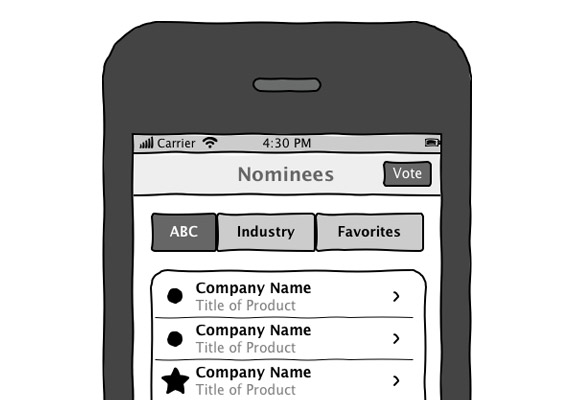 Carrier 4:30 PM
Nominees Vote
ABC Industry Favorites
Company Name
Title of Product
Company Name
Title of Product
Company Name
Title of Product